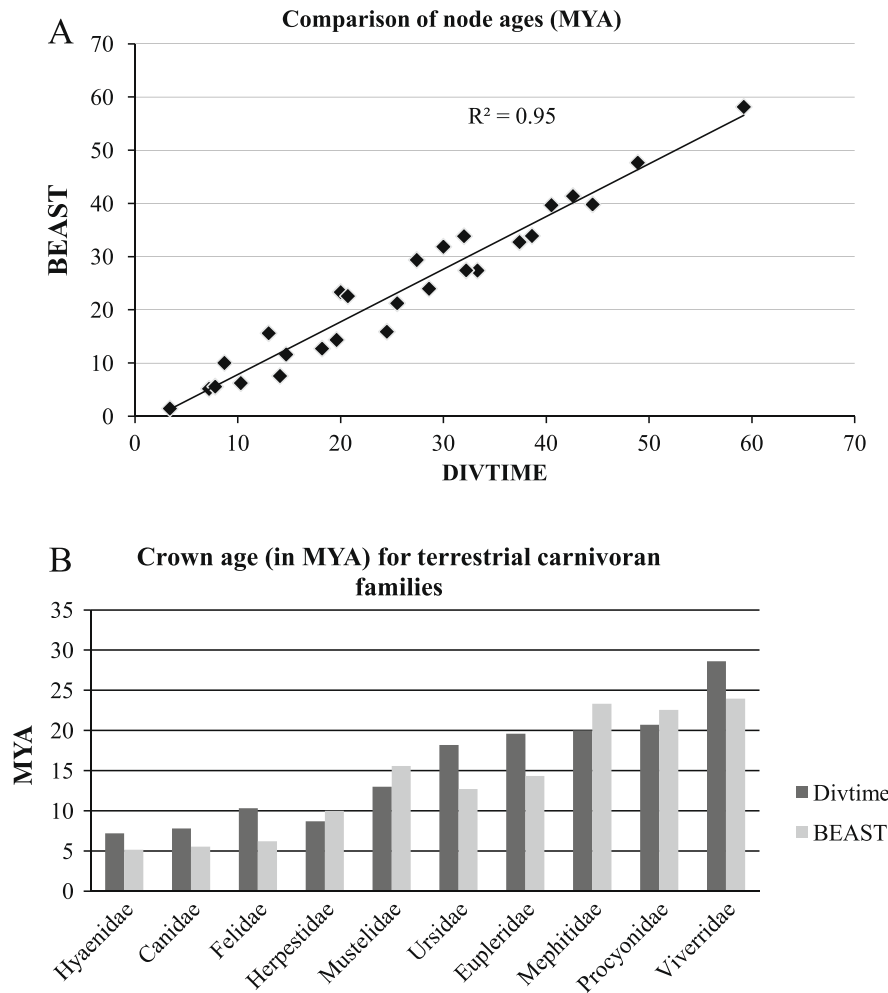 A
Comparison of node ages (MYA)
70
60
50
40
30
20
10
0
R² = 0.95
BEAST
0 10 20 30 40 50 60 70
DIVTIME
B
Crown age (in MYA) for terrestrial carnivoran
families
35
30
25
20
15
10
5
0
MYA
Divtime
BEAST
Hyaenidae
Canidae
Felidae
Herpestidae
Mustelidae
Ursidae
Eupleridae
Mephitidae
Procyonidae
Viverridae